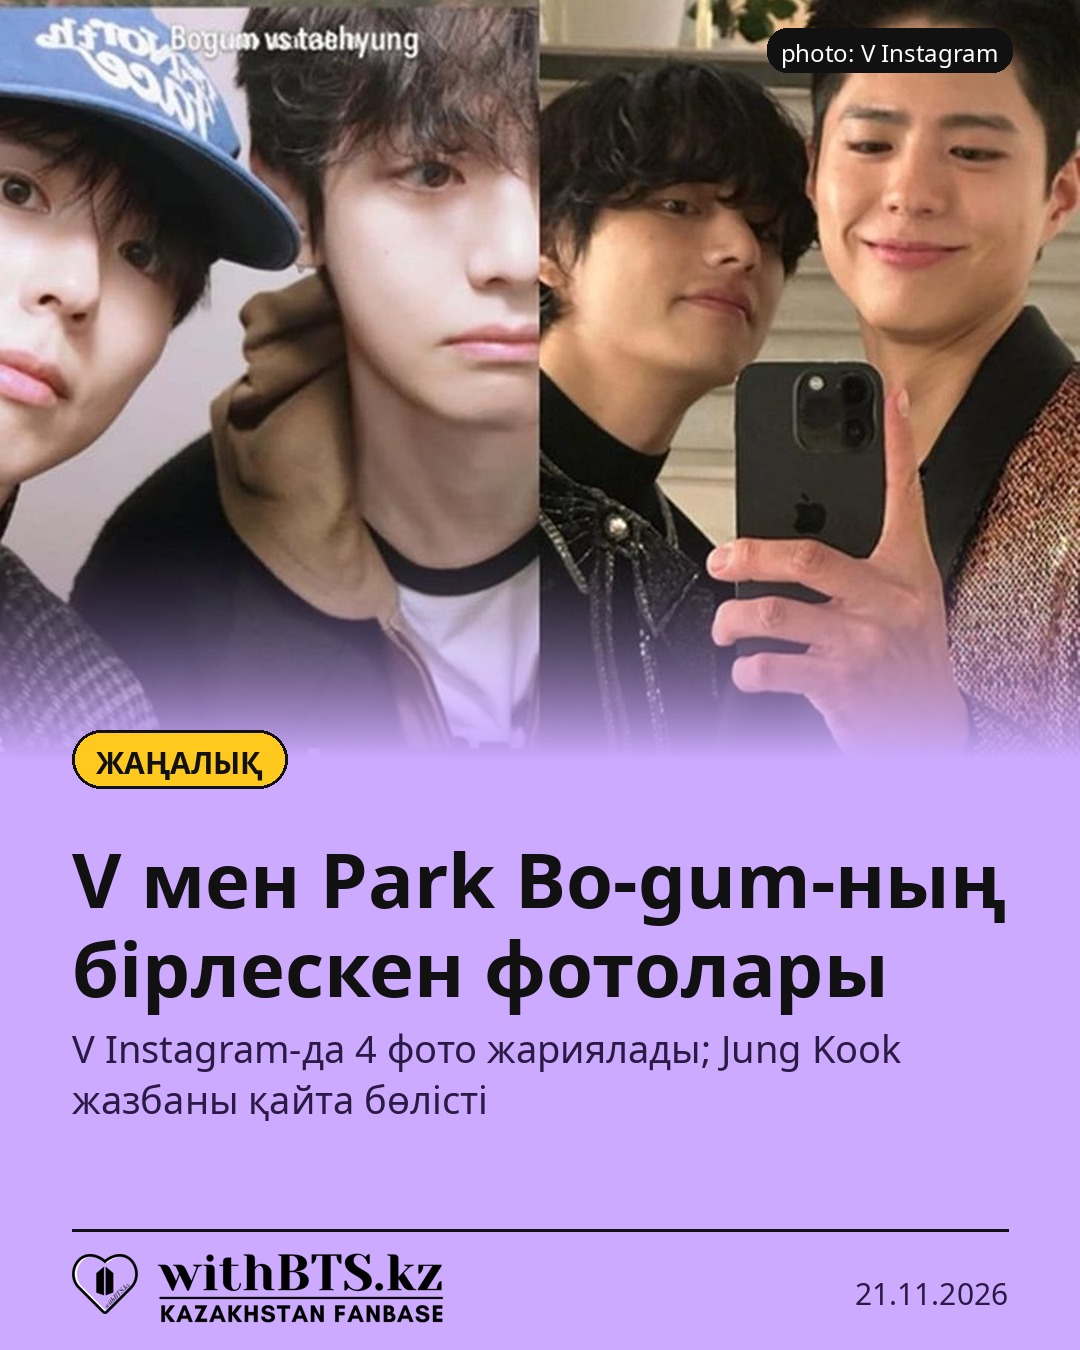 Bogum vs taehyung
photo: V Instagram
ЖАҢАЛЫҚ
V мен Park Bo-gum-ның
бірлескен фотолары
V Instagram-да 4 фото жариялады; Jung Kook
жазбаны қайта бөлісті
withBTS.kz
KAZAKHSTAN FANBASE
21.11.2026